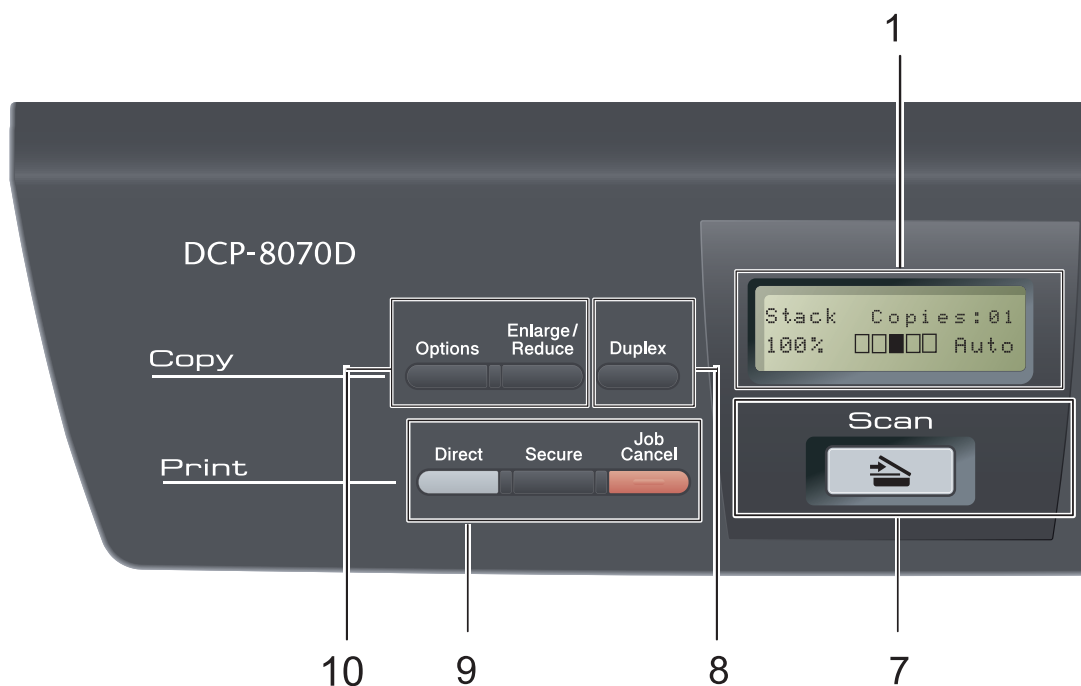 1
DCP-8070D
Stack Copies:01
100% Auto
Copy
Options
Enlarge/
Reduce
Duplex
Scan
Print
Direct
Secure
Job
Cancel
10
9
8
7